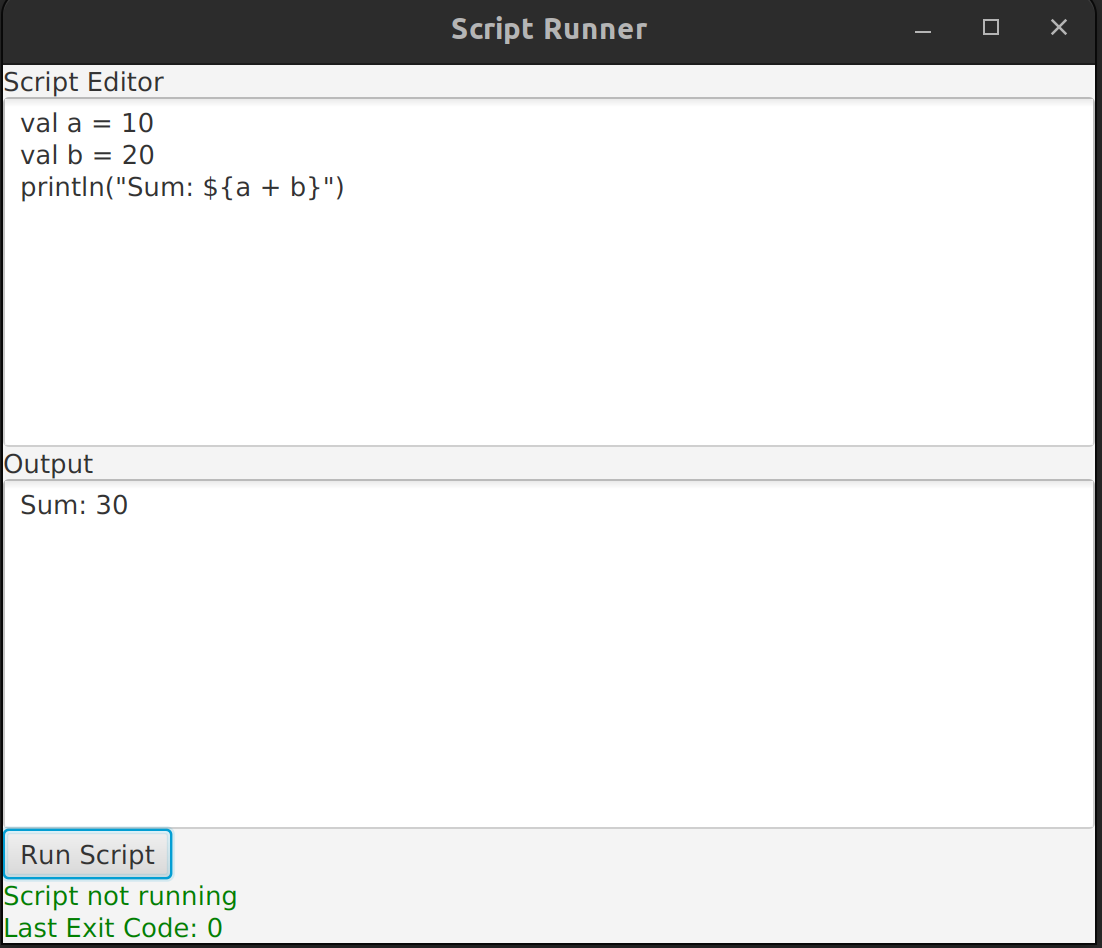 Script Runner
Script Editor
val a = 10
val b = 20
println("Sum: ${a + b}")
Output
Sum: 30
Run Script
Script not running
Last Exit Code: 0